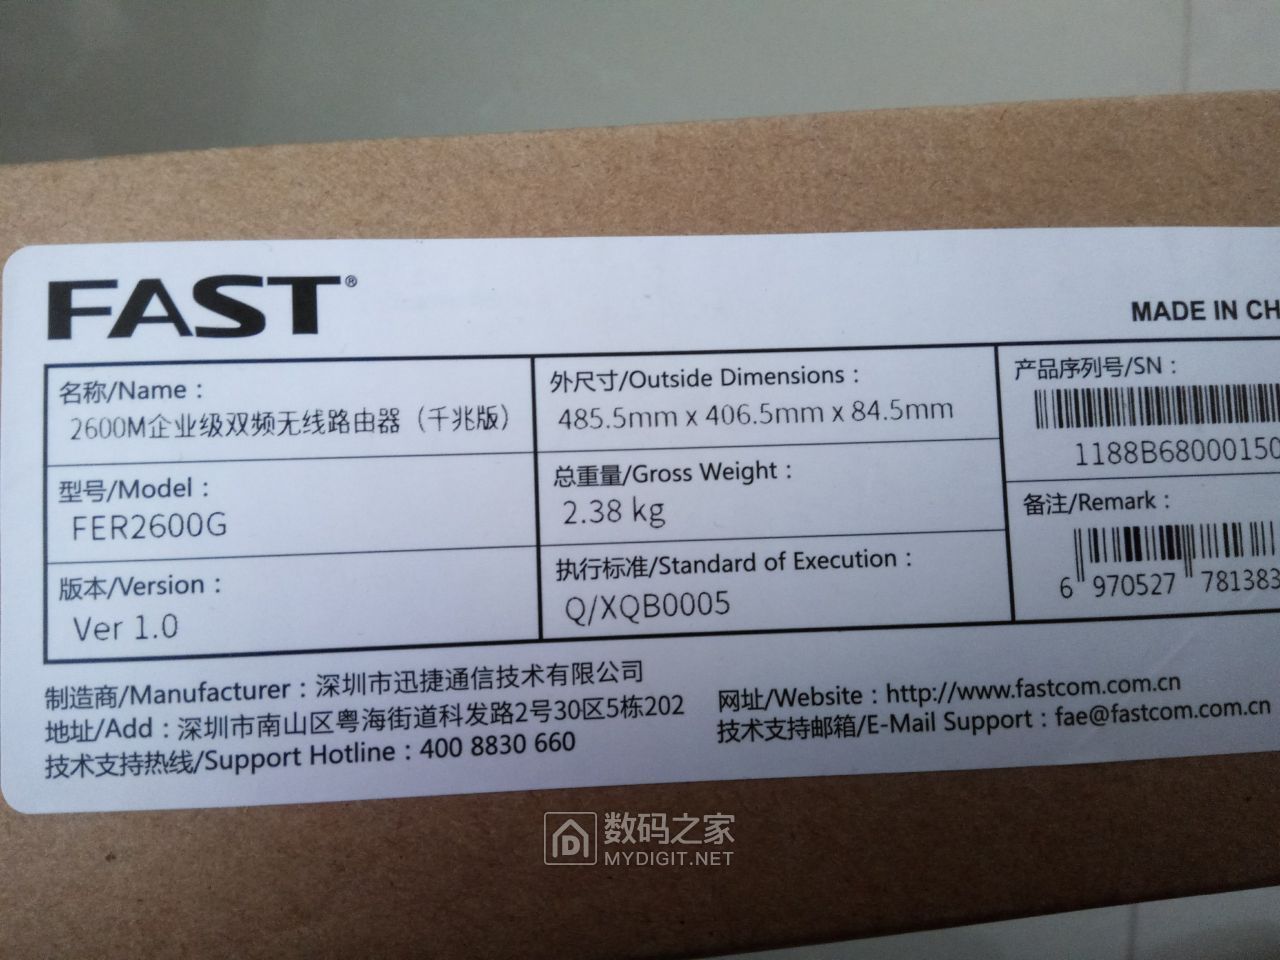 FAST®
MADE IN CH
名称/Name：
2600M企业级双频无线路由器（千兆版）
型号/Model：
FER2600G
版本/Version：
Ver 1.0
外尺寸/Outside Dimensions：
485.5mm x 406.5mm x 84.5mm
总重量/Gross Weight：
2.38 kg
执行标准/Standard of Execution：
Q/XQB0005
产品序列号/SN：
1188B68000150
备注/Remark：
6 970527 781383
制造商/Manufacturer：深圳市迅捷通信技术有限公司
地址/Add：深圳市南山区粤海街道科发路2号30区5栋202
技术支持热线/Support Hotline：400 8830 660
网址/Website：http://www.fastcom.com.cn
技术支持邮箱/E-Mail Support：fae@fastcom.com.cn
数码之家
MYDIGIT.NET